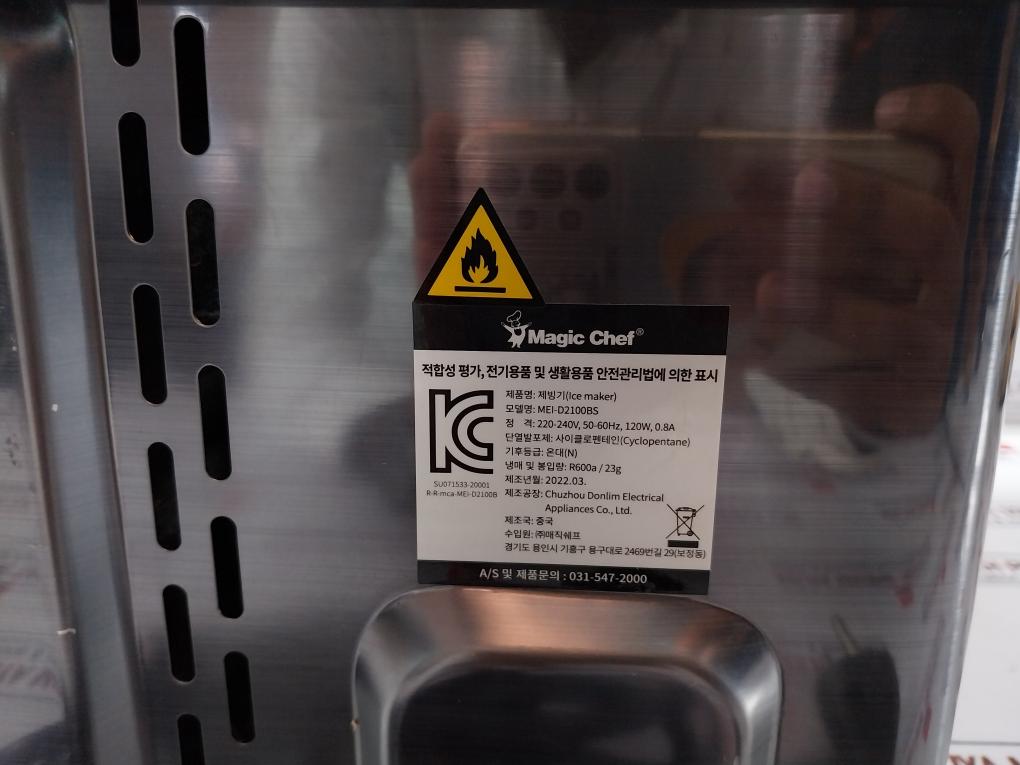 Magic Chef®
적합성 평가, 전기용품 및 생활용품 안전관리법에 의한 표시
제품명: 제빙기(Ice maker)
모델명: MEI-D2100BS
정 격: 220-240V, 50-60Hz, 120W, 0.8A
단열발포제: 사이클로펜테인(Cyclopentane)
기후등급: 온대(N)
냉매 및 봉입량: R600a / 23g
제조년월: 2022.03.
SU071533-20001
R-R-mca-MEI-D2100B
제조공장: Chuzhou Donlim Electrical
Appliances Co., Ltd.
제조국: 중국
수입원: ㈜매직쉐프
경기도 용인시 기흥구 용구대로 2469번길 29(보정동)
A/S 및 제품문의 : 031-547-2000